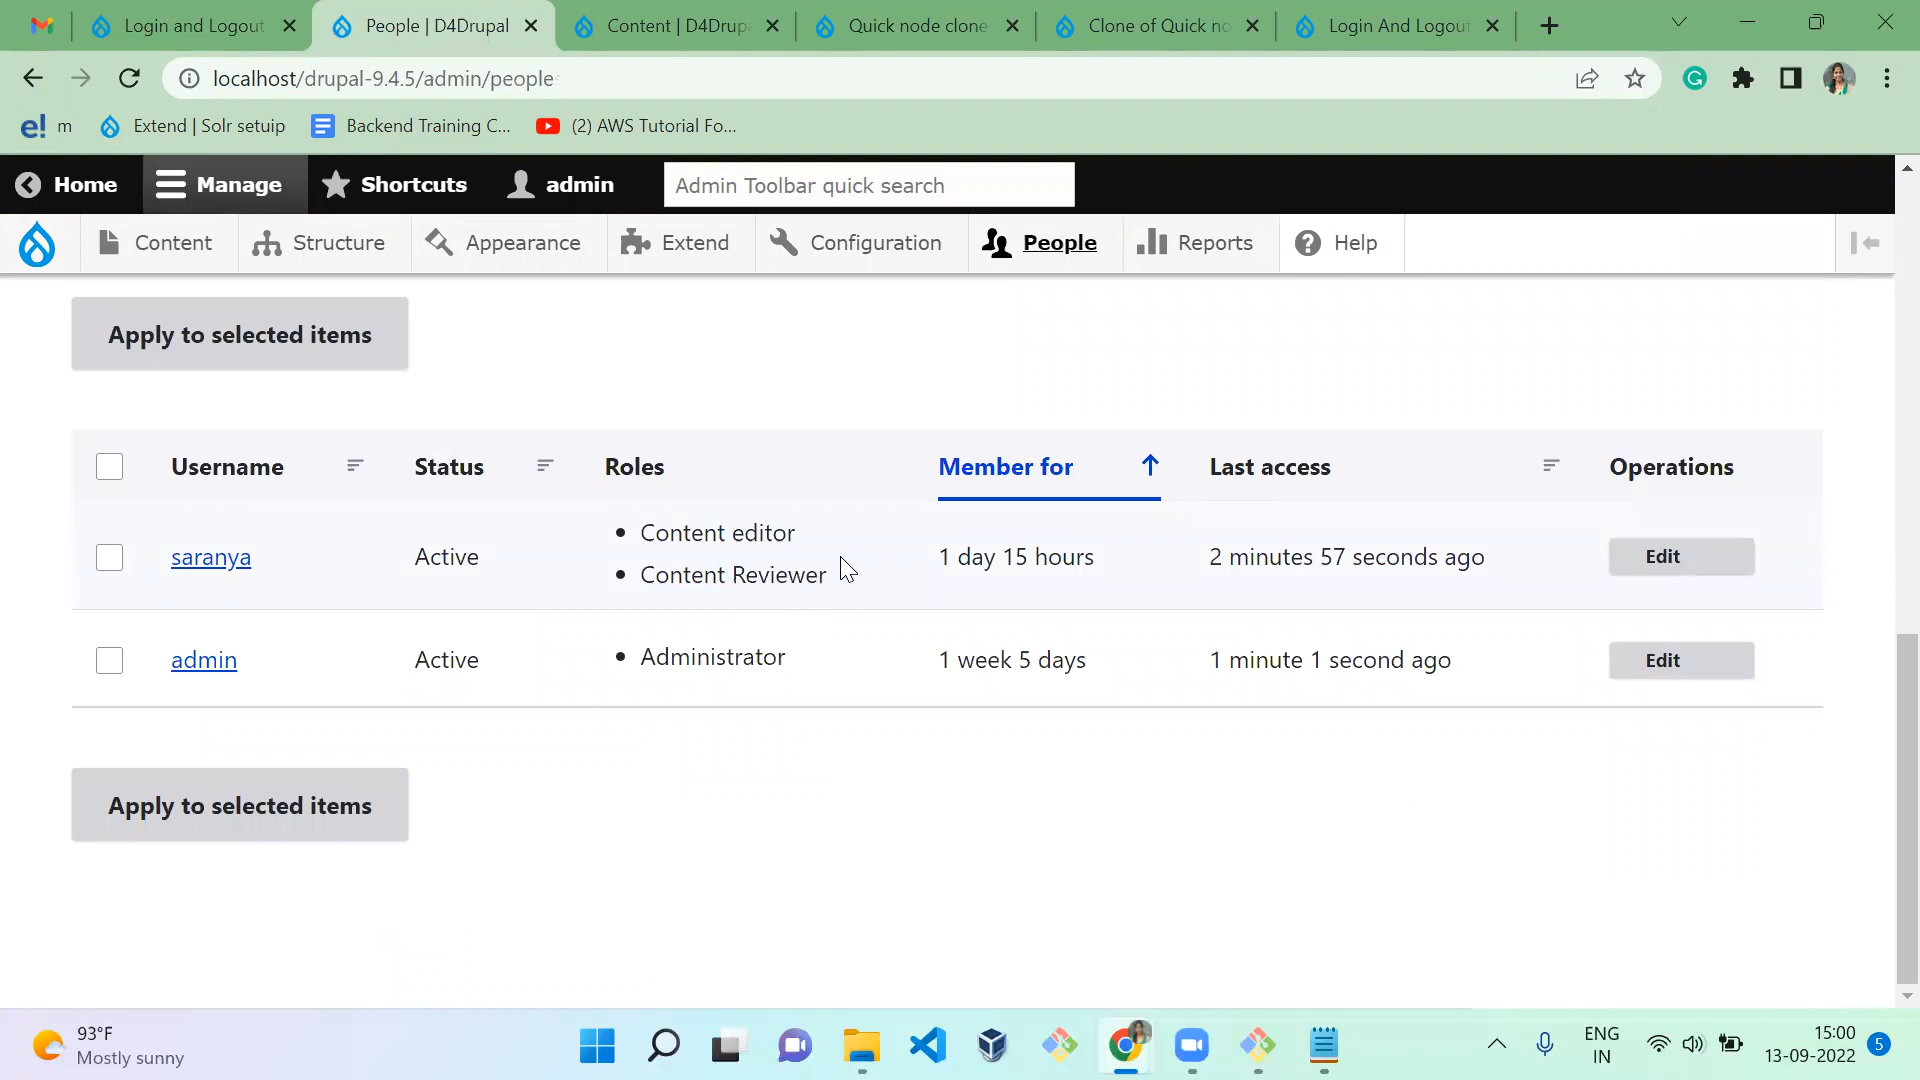 Login and Logout
People | D4Drupal
Content | D4Drupa
Quick node clone
Clone of Quick no
Login And Logout
localhost/drupal-9.4.5/admin/people
e! m
Extend | Solr setuip
Backend Training C...
(2) AWS Tutorial Fo...
Home
Manage
Shortcuts
admin
Admin Toolbar quick search
Content
Structure
Appearance
Extend
Configuration
People
Reports
Help
Apply to selected items
Username Status Roles Member for Last access Operations
saranya Active • Content editor
• Content Reviewer 1 day 15 hours 2 minutes 57 seconds ago Edit
admin Active • Administrator 1 week 5 days 1 minute 1 second ago Edit
Apply to selected items
93°F
Mostly sunny
ENG
IN
15:00
13-09-2022
5